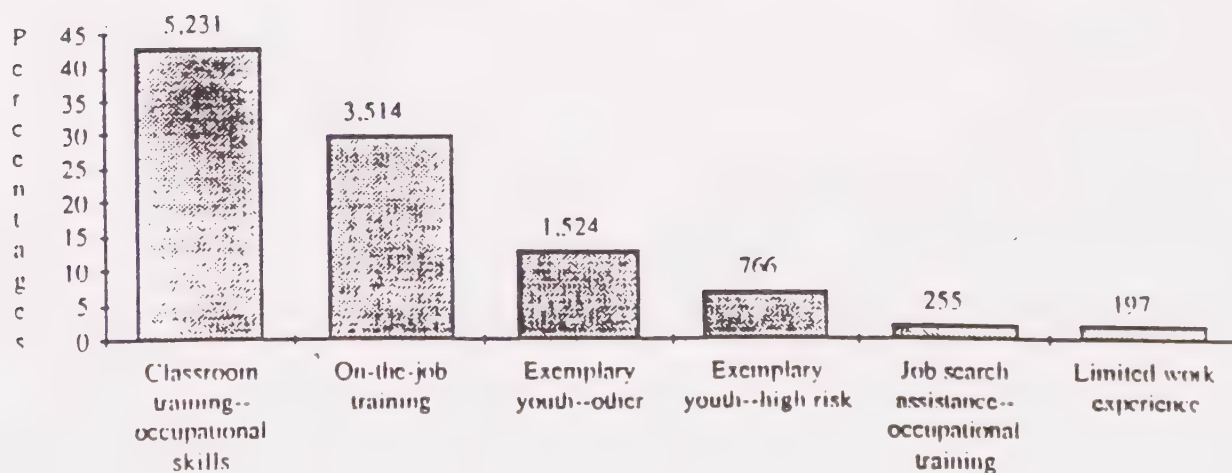 Percentages
45
40
35
30
25
20
15
10
5
0
5,231
3,514
1,524
766
255
197
Classroom
training--
occupational
skills
On-the-job
training
Exemplary
youth--other
Exemplary
youth--high risk
Job search
assistance--
occupational
training
Limited work
experience